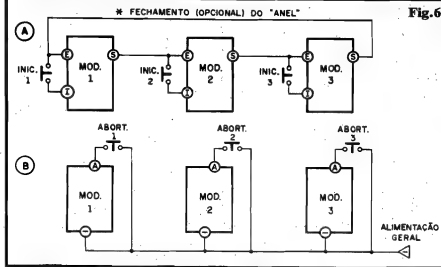 * FECHAMENTO (OPCIONAL) DO "ANEL"
Fig.6
A
E MOD. 1 S
E MOD. 2 S
E MOD. 3 S
INIC. 1
I
INIC. 2
I
INIC. 3
I
B
ABORT. 1
ABORT. 2
ABORT. 3
A
A
A
MOD. 1
MOD. 2
MOD. 3
ALIMENTAÇÃO
GERAL